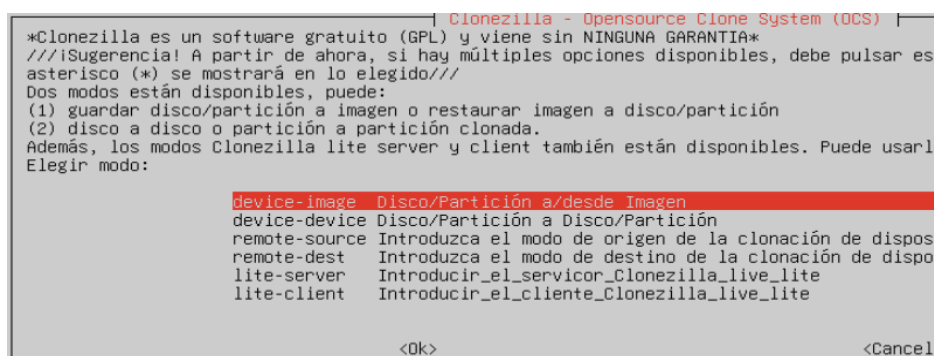 Clonezilla - Opensource Clone System (OCS)
*Clonezilla es un software gratuito (GPL) y viene sin NINGUNA GARANTIA*
///¡Sugerencia! A partir de ahora, si hay múltiples opciones disponibles, debe pulsar es
asterisco (*) se mostrará en lo elegido///
Dos modos están disponibles, puede:
(1) guardar disco/partición a imagen o restaurar imagen a disco/partición
(2) disco a disco o partición a partición clonada.
Además, los modos Clonezilla lite server y client también están disponibles. Puede usarl
Elegir modo:
device-image Disco/Partición a/desde Imagen
device-device Disco/Partición a Disco/Partición
remote-source Introduzca el modo de origen de la clonación de dispos
remote-dest Introduzca el modo de destino de la clonación de dispo
lite-server Introducir_el_servicor_Clonezilla_live_lite
lite-client Introducir_el_cliente_Clonezilla_live_lite
<Ok> <Cancel